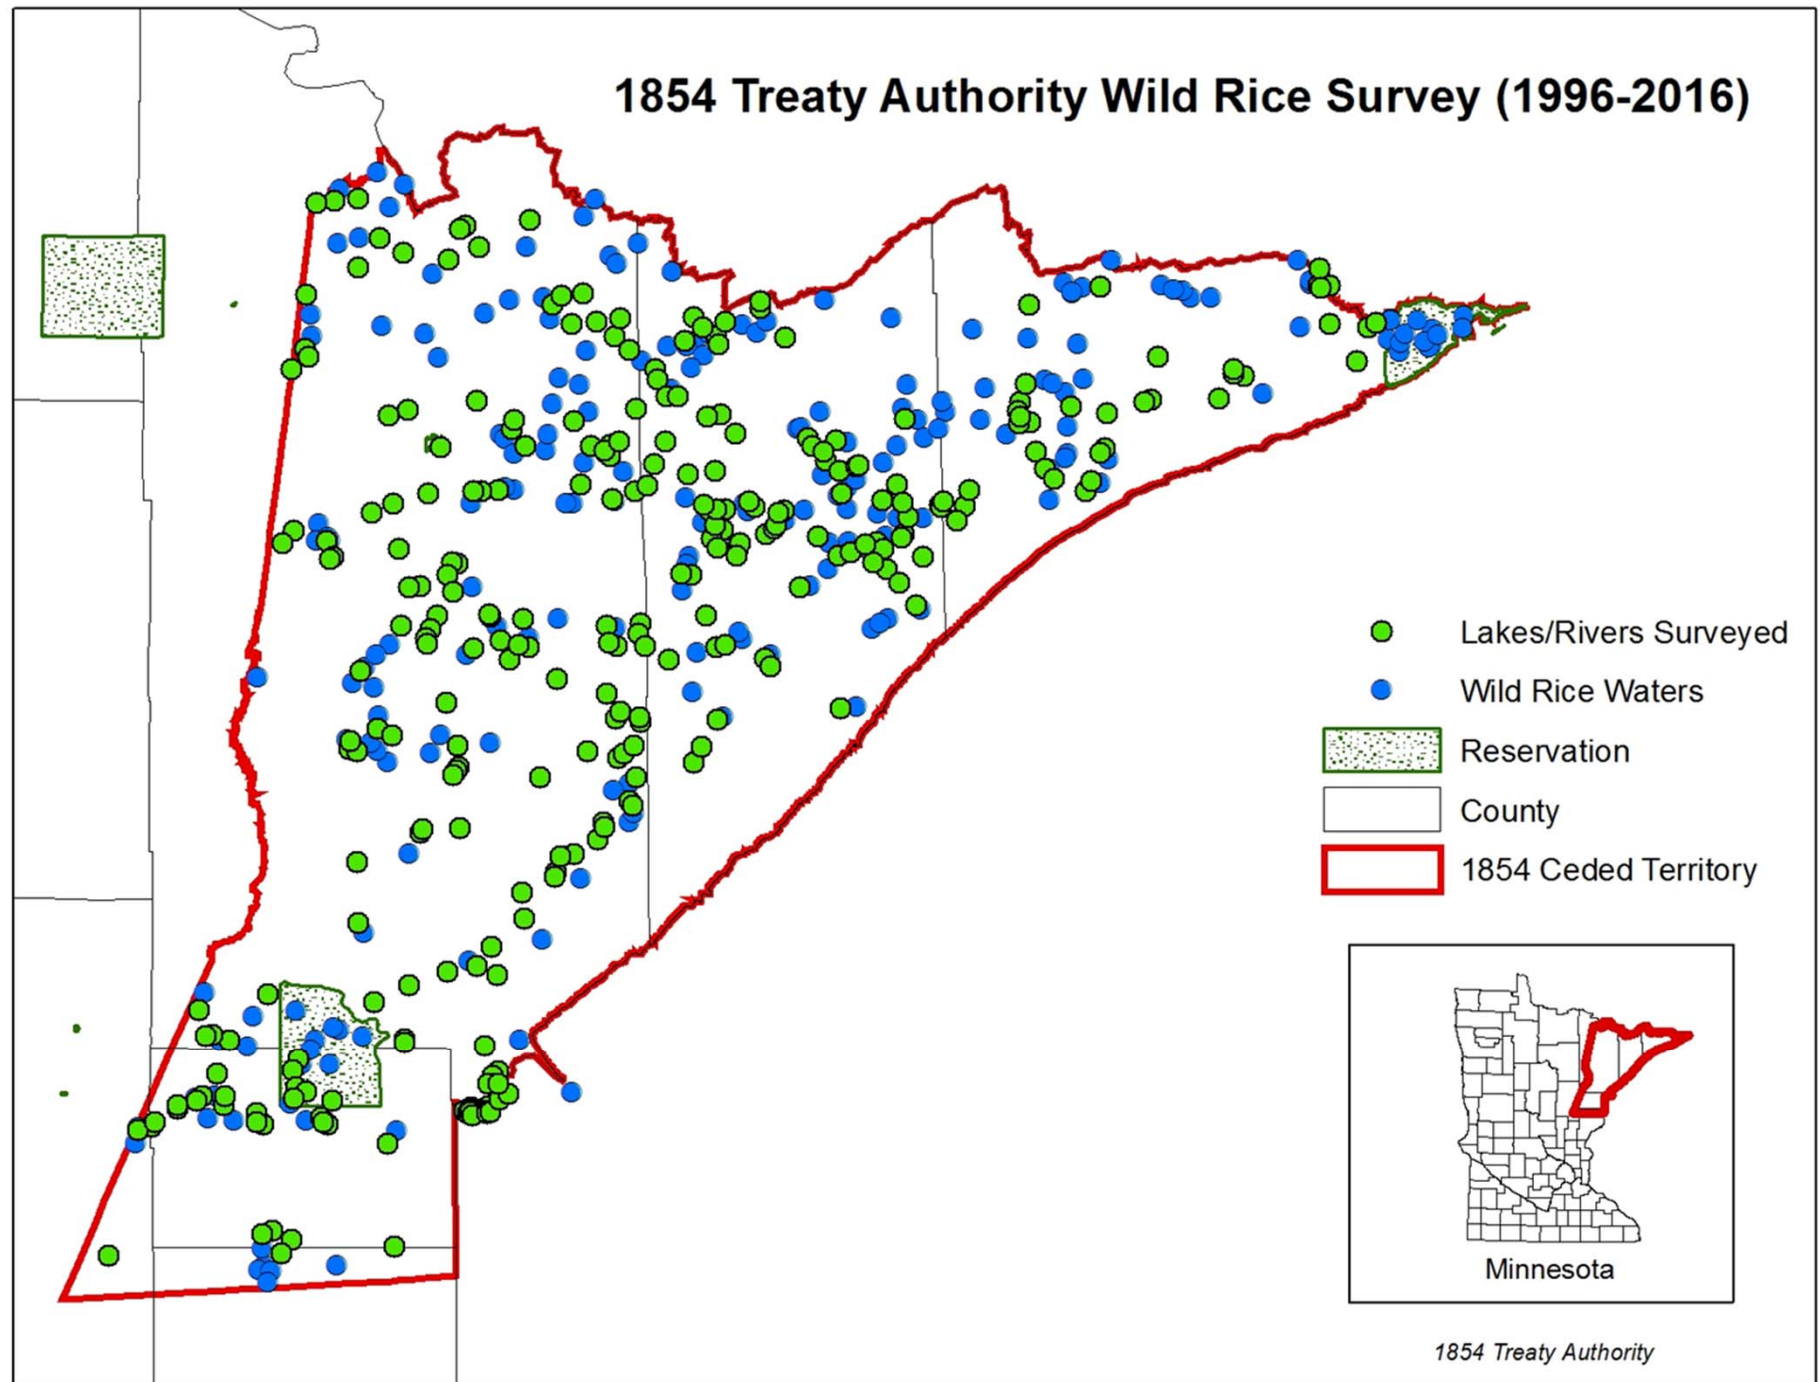 1854 Treaty Authority Wild Rice Survey (1996-2016)
Lakes/Rivers Surveyed
Wild Rice Waters
Reservation
County
1854 Ceded Territory
Minnesota
1854 Treaty Authority